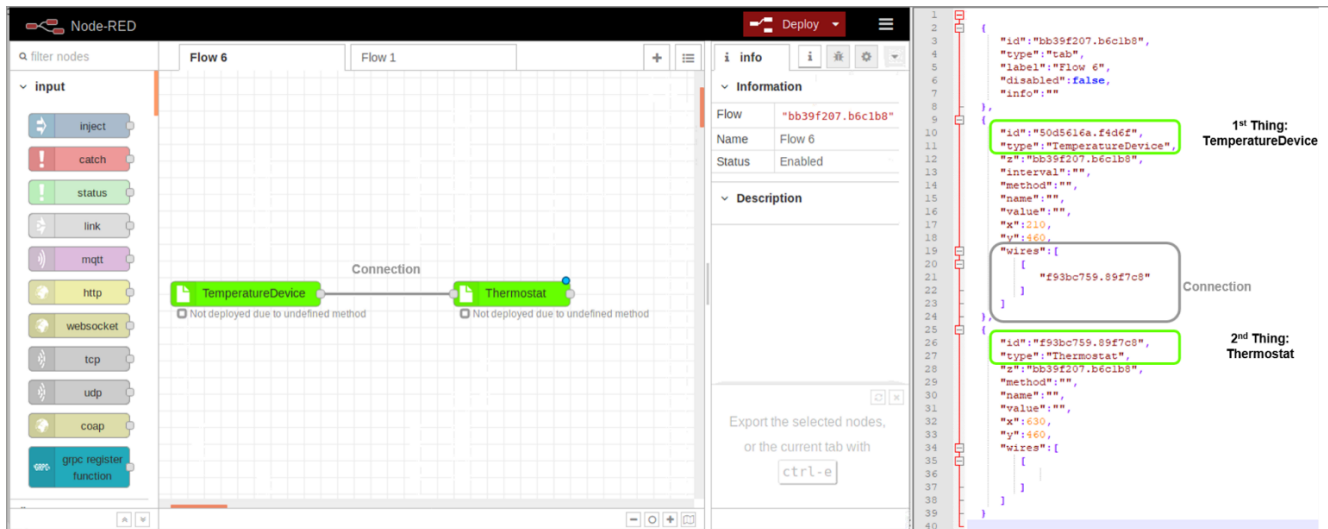 Node-RED
Deploy
filter nodes
Flow 6
Flow 1
i info
i
input
inject
catch
status
link
mqtt
http
websocket
tcp
udp
coap
grpc register
function
Connection
TemperatureDevice
Thermostat
Not deployed due to undefined method
Not deployed due to undefined method
Information
Flow "bb39f207.b6c1b8"
Name Flow 6
Status Enabled
Description
Export the selected nodes,
or the current tab with
ctrl-e
1
2 {
3 "id":"bb39f207.b6c1b8",
4 "type":"tab",
5 "label":"Flow 6",
6 "disabled":false,
7 "info":""
8 },
9 {
10 "id":"50d5616a.f4d6f",
11 "type":"TemperatureDevice",
12 "z":"bb39f207.b6c1b8",
13 "interval":"",
14 "method":"",
15 "name":"",
16 "value":"",
17 "x":210,
18 "y":460,
19 "wires":[
20 [
21 "f93bc759.89f7c8"
22 ]
23 ]
24 },
25 {
26 "id":"f93bc759.89f7c8",
27 "type":"Thermostat",
28 "z":"bb39f207.b6c1b8",
29 "method":"",
30 "name":"",
31 "value":"",
32 "x":630,
33 "y":460,
34 "wires":[
35 [
36
37 ]
38 ]
39 }
40
1st Thing:
TemperatureDevice
Connection
2nd Thing:
Thermostat